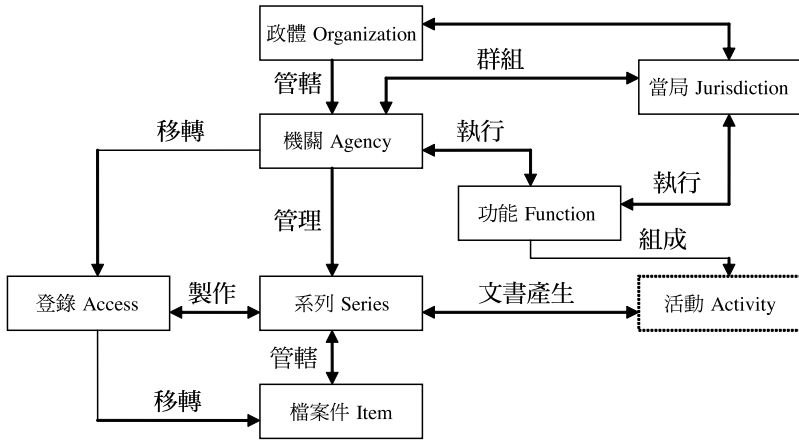 政體 Organization
管轄
群組
當局 Jurisdiction
移轉
機關 Agency
執行
執行
功能 Function
管理
組成
登錄 Access
製作
系列 Series
文書產生
活動 Activity
管轄
移轉
檔案件 Item